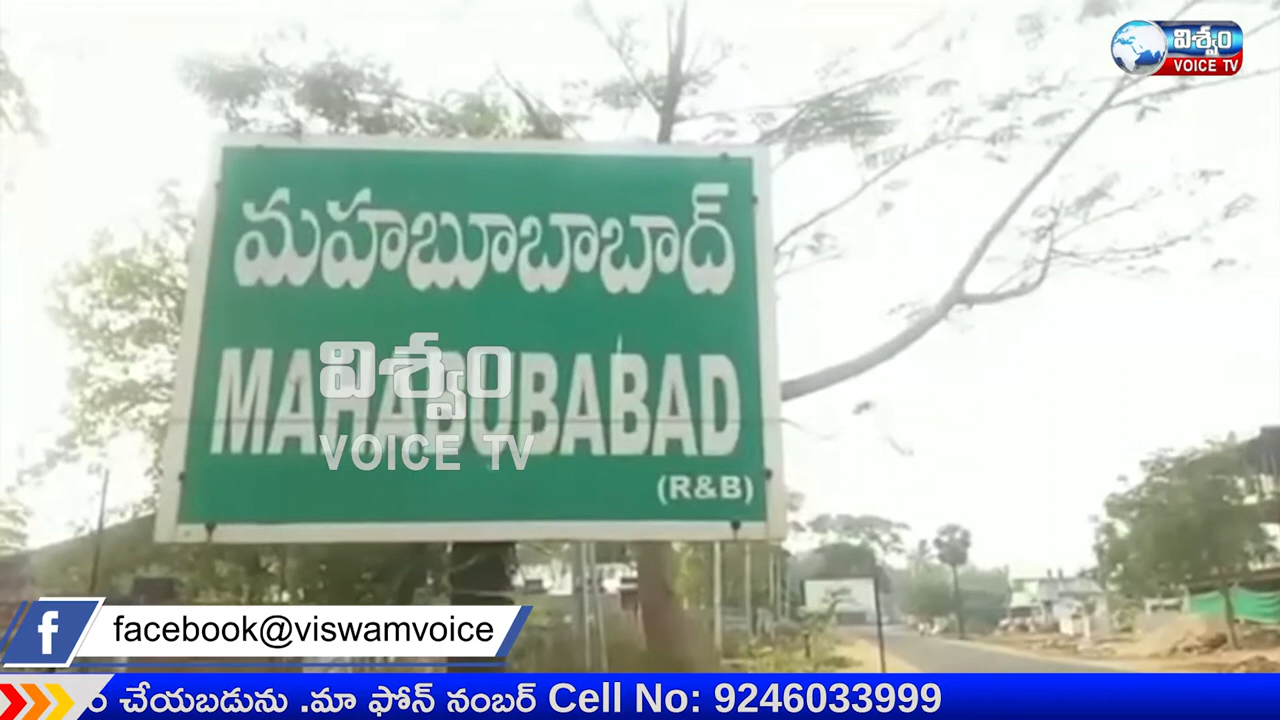 విశ్వం
VOICE TV
మహబూబాబాద్
MAHABUBABAD
విశ్వం
VOICE TV
(R&B)
facebook@viswamvoice
చేయబడును .మా ఫోన్ నంబర్ Cell No: 9246033999